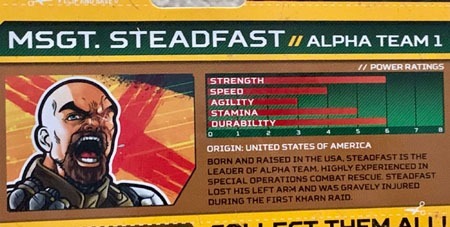 CLIP AND SAVE
MSGT. STEADFAST // ALPHA TEAM 1
// POWER RATINGS
STRENGTH
SPEED
AGILITY
STAMINA
DURABILITY
0 1 2 3 4 5 6 7 8
ORIGIN: UNITED STATES OF AMERICA
BORN AND RAISED IN THE USA, STEADFAST IS THE
LEADER OF ALPHA TEAM. HIGHLY EXPERIENCED IN
SPECIAL OPERATIONS COMBAT RESCUE. STEADFAST
LOST HIS LEFT ARM AND WAS GRAVELY INJURED
DURING THE FIRST KHARN RAID.
COLLECT THEM ALL!